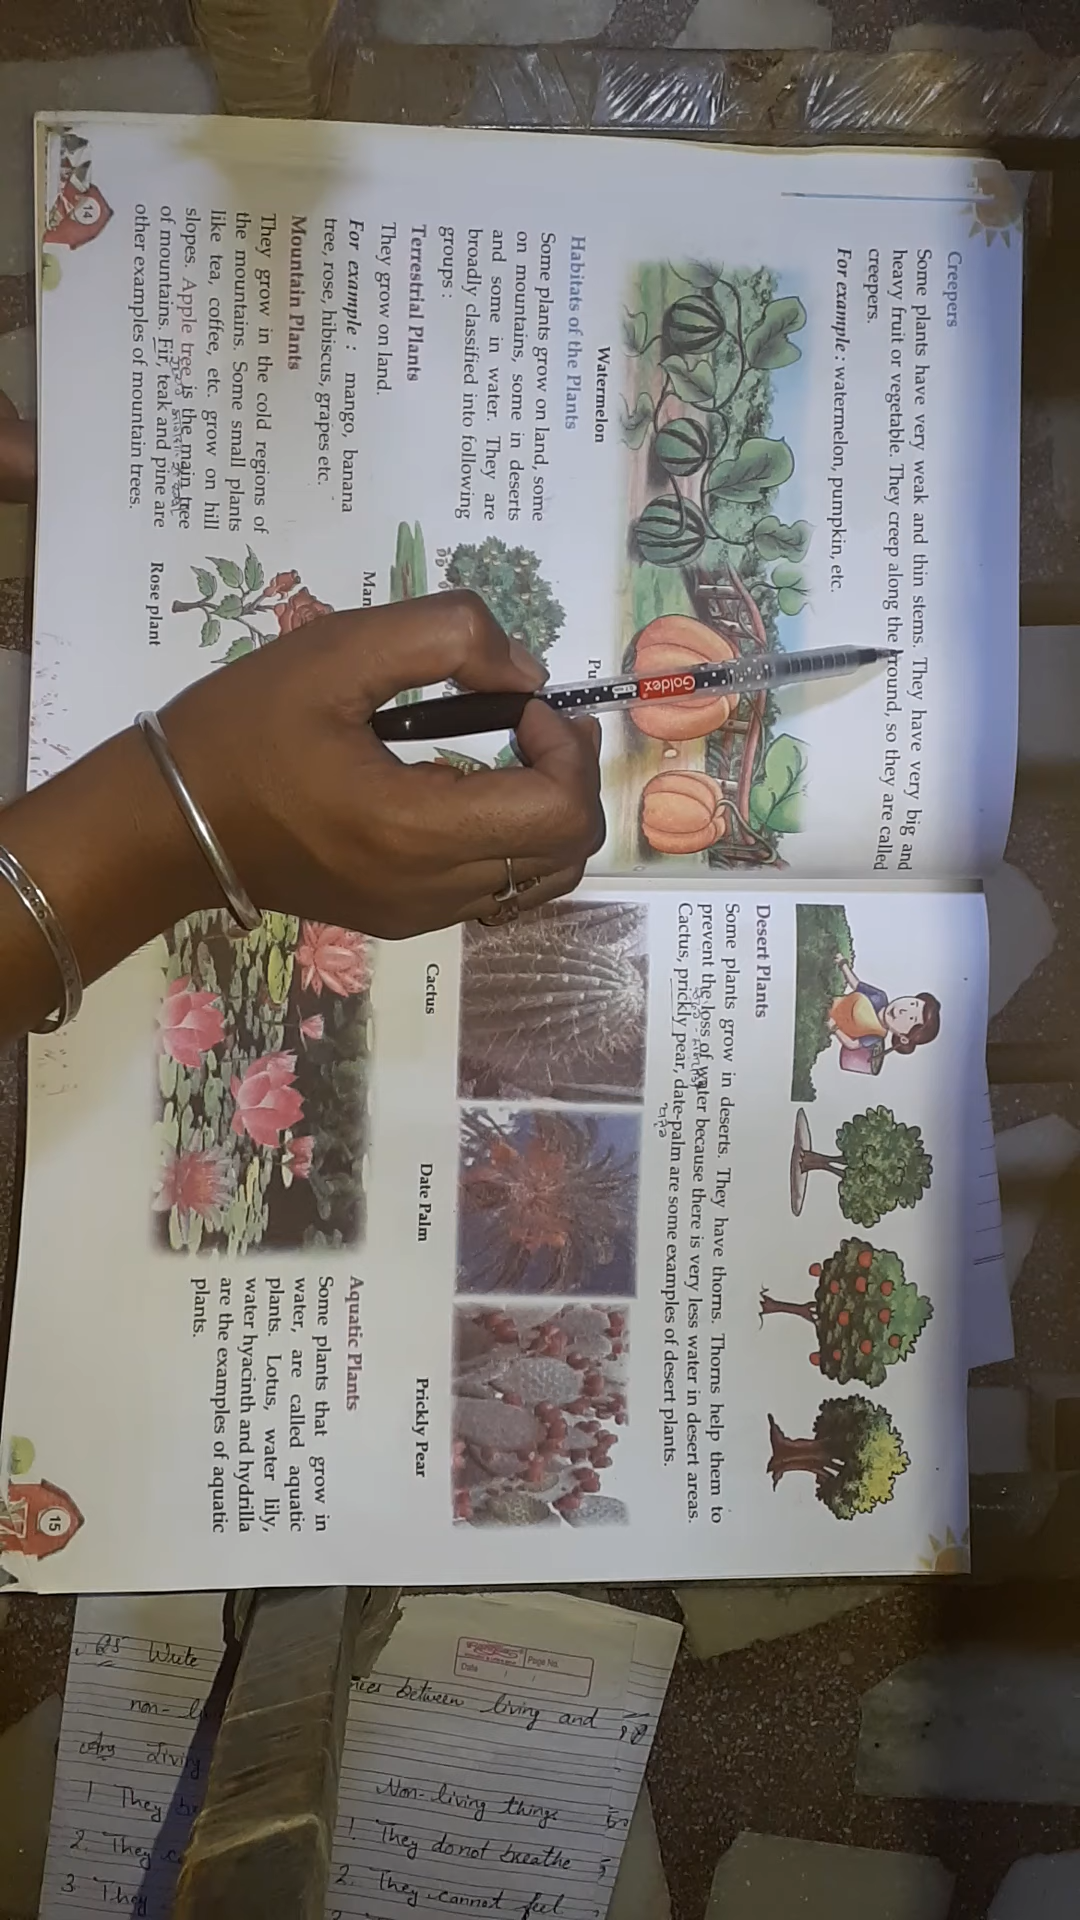 Creepers
Some plants have very weak and thin stems. They have very big and
heavy fruit or vegetable. They creep along the round, so they are called
creepers.
For example : watermelon, pumpkin, etc.
Watermelon
Pu
Habitats of the Plants
Some plants grow on land, some
on mountains, some in deserts
and some in water. They are
broadly classified into following
groups :
Terrestrial Plants
They grow on land.
For example : mango, banana
tree, rose, hibiscus, grapes etc.
Man
Mountain Plants
They grow in the cold regions of
the mountains. Some small plants
like tea, coffee, etc. grow on hill
slopes. Apple tree is the main tree
of mountains. Fir, teak and pine are
other examples of mountain trees.
Rose plant
14
Desert Plants
Some plants grow in deserts. They have thorns. Thorns help them to
prevent the loss of water because there is very less water in desert areas.
Cactus, prickly pear, date-palm are some examples of desert plants.
Cactus
Date Palm
Prickly Pear
Aquatic Plants
Some plants that grow in
water, are called aquatic
plants. Lotus, water lily,
water hyacinth and hydrilla
are the examples of aquatic
plants.
15
Goldex
Page No.
Date
between living and
Non-living things
1. They do not breathe
2. They cannot feel
Q5 Write
non-
Ans Living
1 They
2. They
3 They